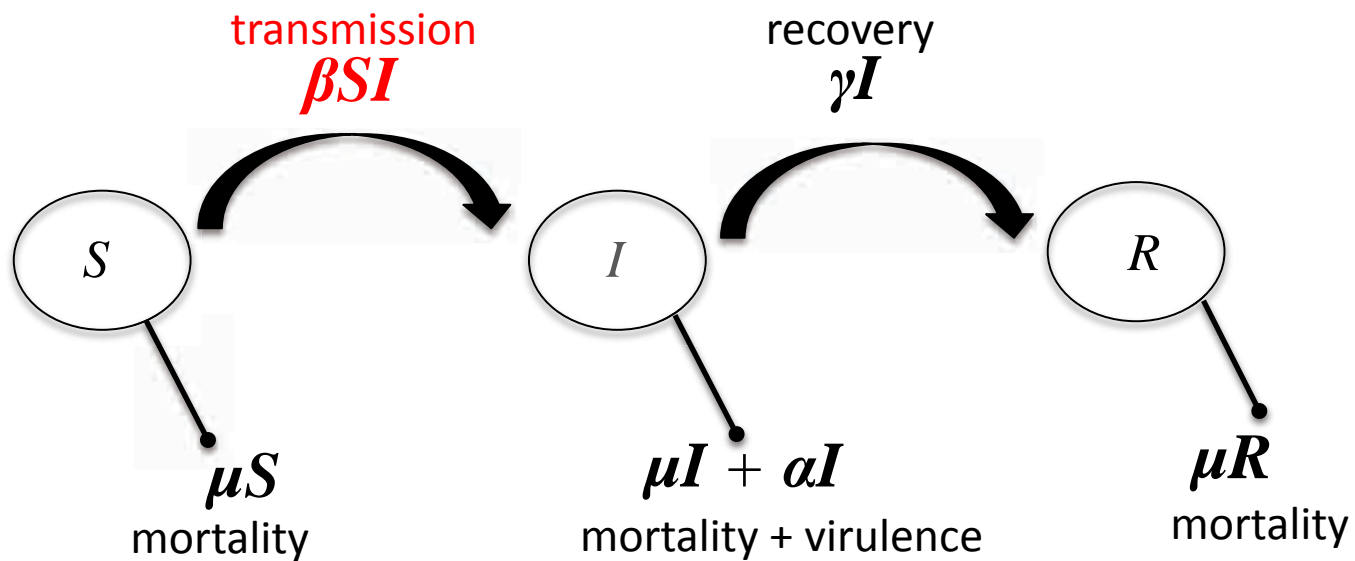 transmission
βSI
recovery
γI
S
I
R
μS
mortality
μI + αI
mortality + virulence
μR
mortality